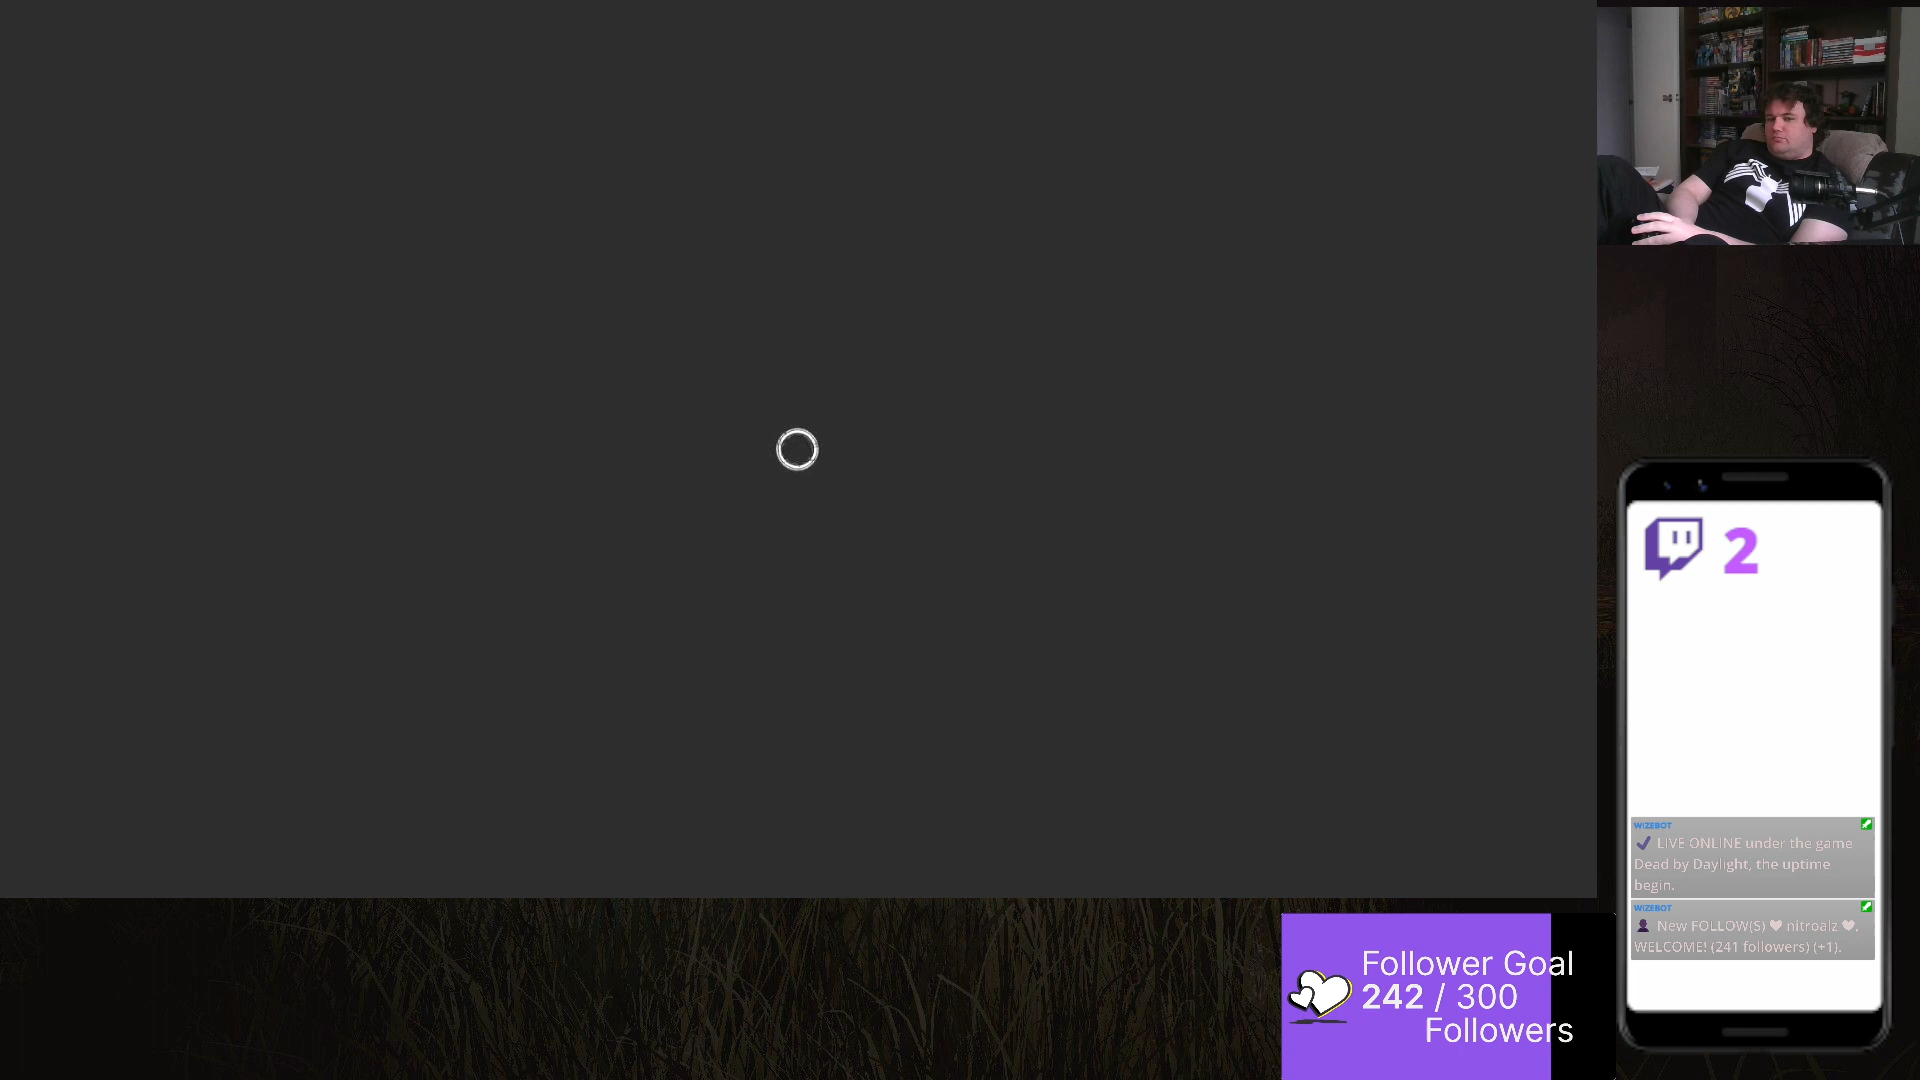 2
WIZEBOT
LIVE ONLINE under the game
Dead by Daylight, the uptime
begin.
WIZEBOT
New FOLLOW(S) ♥ nitroalz ♥,
WELCOME! (241 followers) (+1).
Follower Goal
242 / 300
Followers